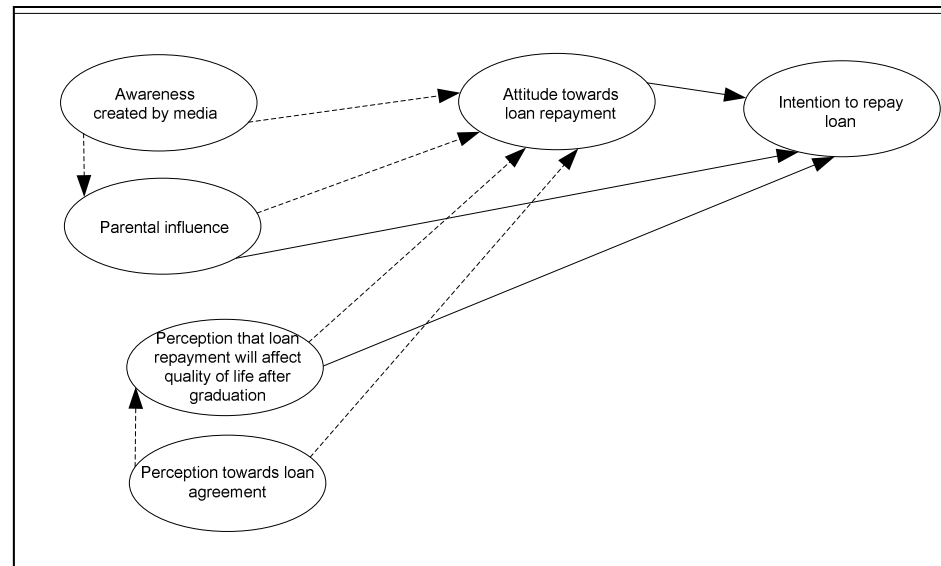 Awareness
created by media
Attitude towards
loan repayment
Intention to repay
loan
Parental influence
Perception that loan
repayment will affect
quality of life after
graduation
Perception towards loan
agreement